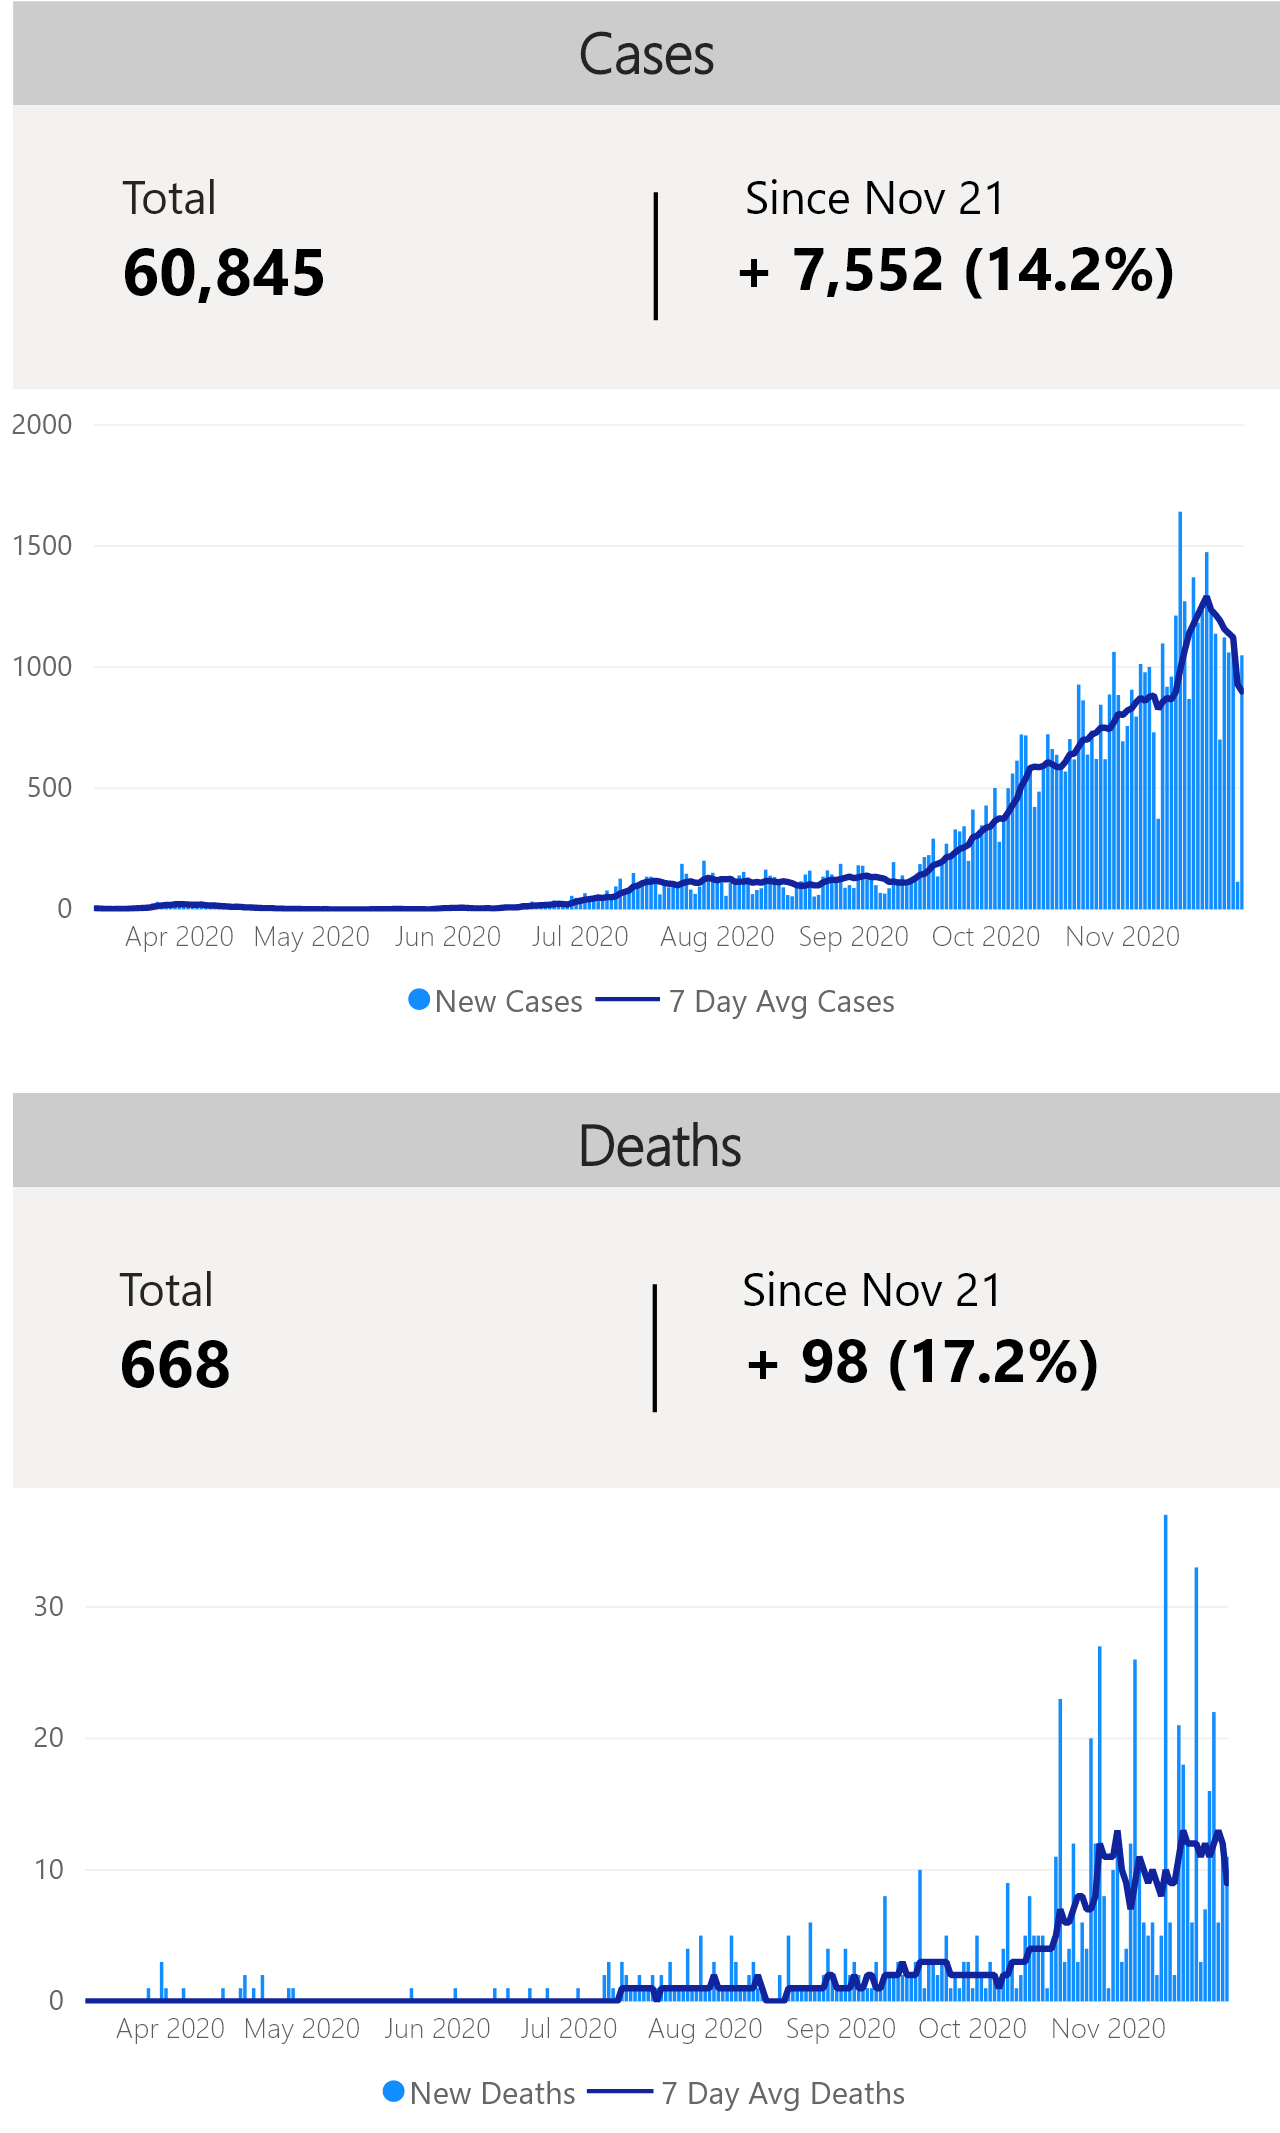 Cases
Total
Since Nov 21
60,845
+ 7,552 (14.2%)
2000
1500
1000
500
0
Apr 2020 May 2020 Jun 2020 Jul 2020 Aug 2020 Sep 2020 Oct 2020 Nov 2020
New Cases 7 Day Avg Cases
Deaths
Total
Since Nov 21
668
+ 98 (17.2%)
30
20
10
0
Apr 2020 May 2020 Jun 2020 Jul 2020 Aug 2020 Sep 2020 Oct 2020 Nov 2020
New Deaths 7 Day Avg Deaths